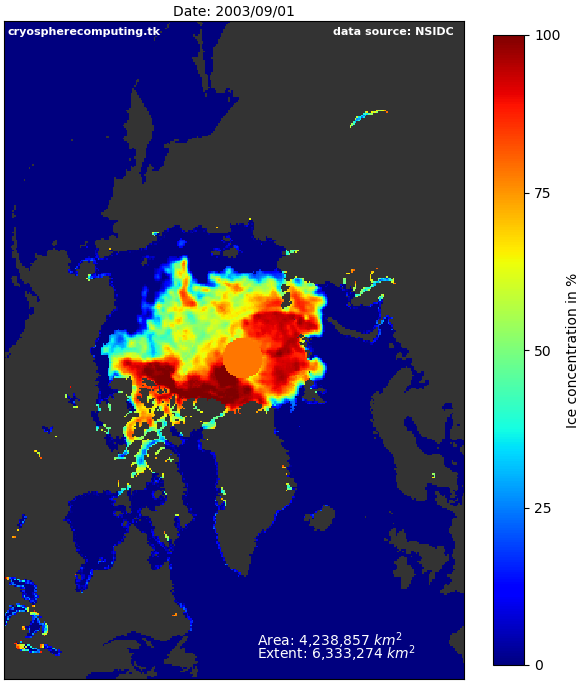 Date: 2003/09/01
cryospherecomputing.tk
data source: NSIDC
100
75
50
25
0
Ice concentration in %
Area: 4,238,857 km²
Extent: 6,333,274 km²